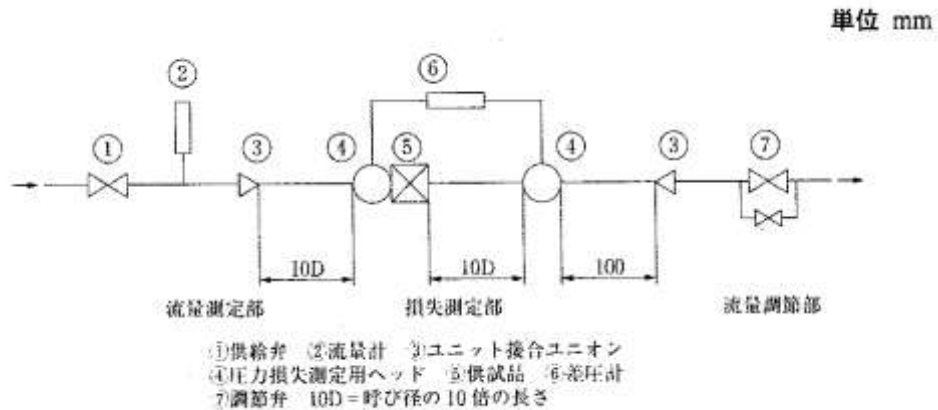 単位 mm
②
⑥
① ③ ④ ⑤ ④ ③ ⑦
10D 10D 100
流量測定部 損失測定部 流量調節部
①供給弁 ②流量計 ③ユニット接合ユニオン
④圧力損失測定用ヘッド ⑤供試品 ⑥差圧計
⑦調節弁 10D=呼び径の10倍の長さ